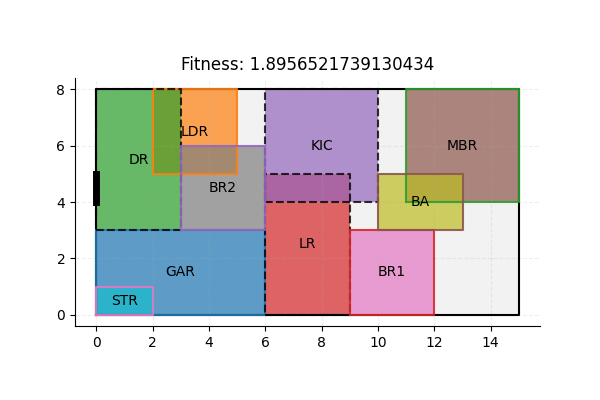 Fitness: 1.8956521739130434
8
6
4
2
0
LDR
KIC
MBR
DR
BR2
BA
LR
GAR
BR1
STR
0
2
4
6
8
10
12
14